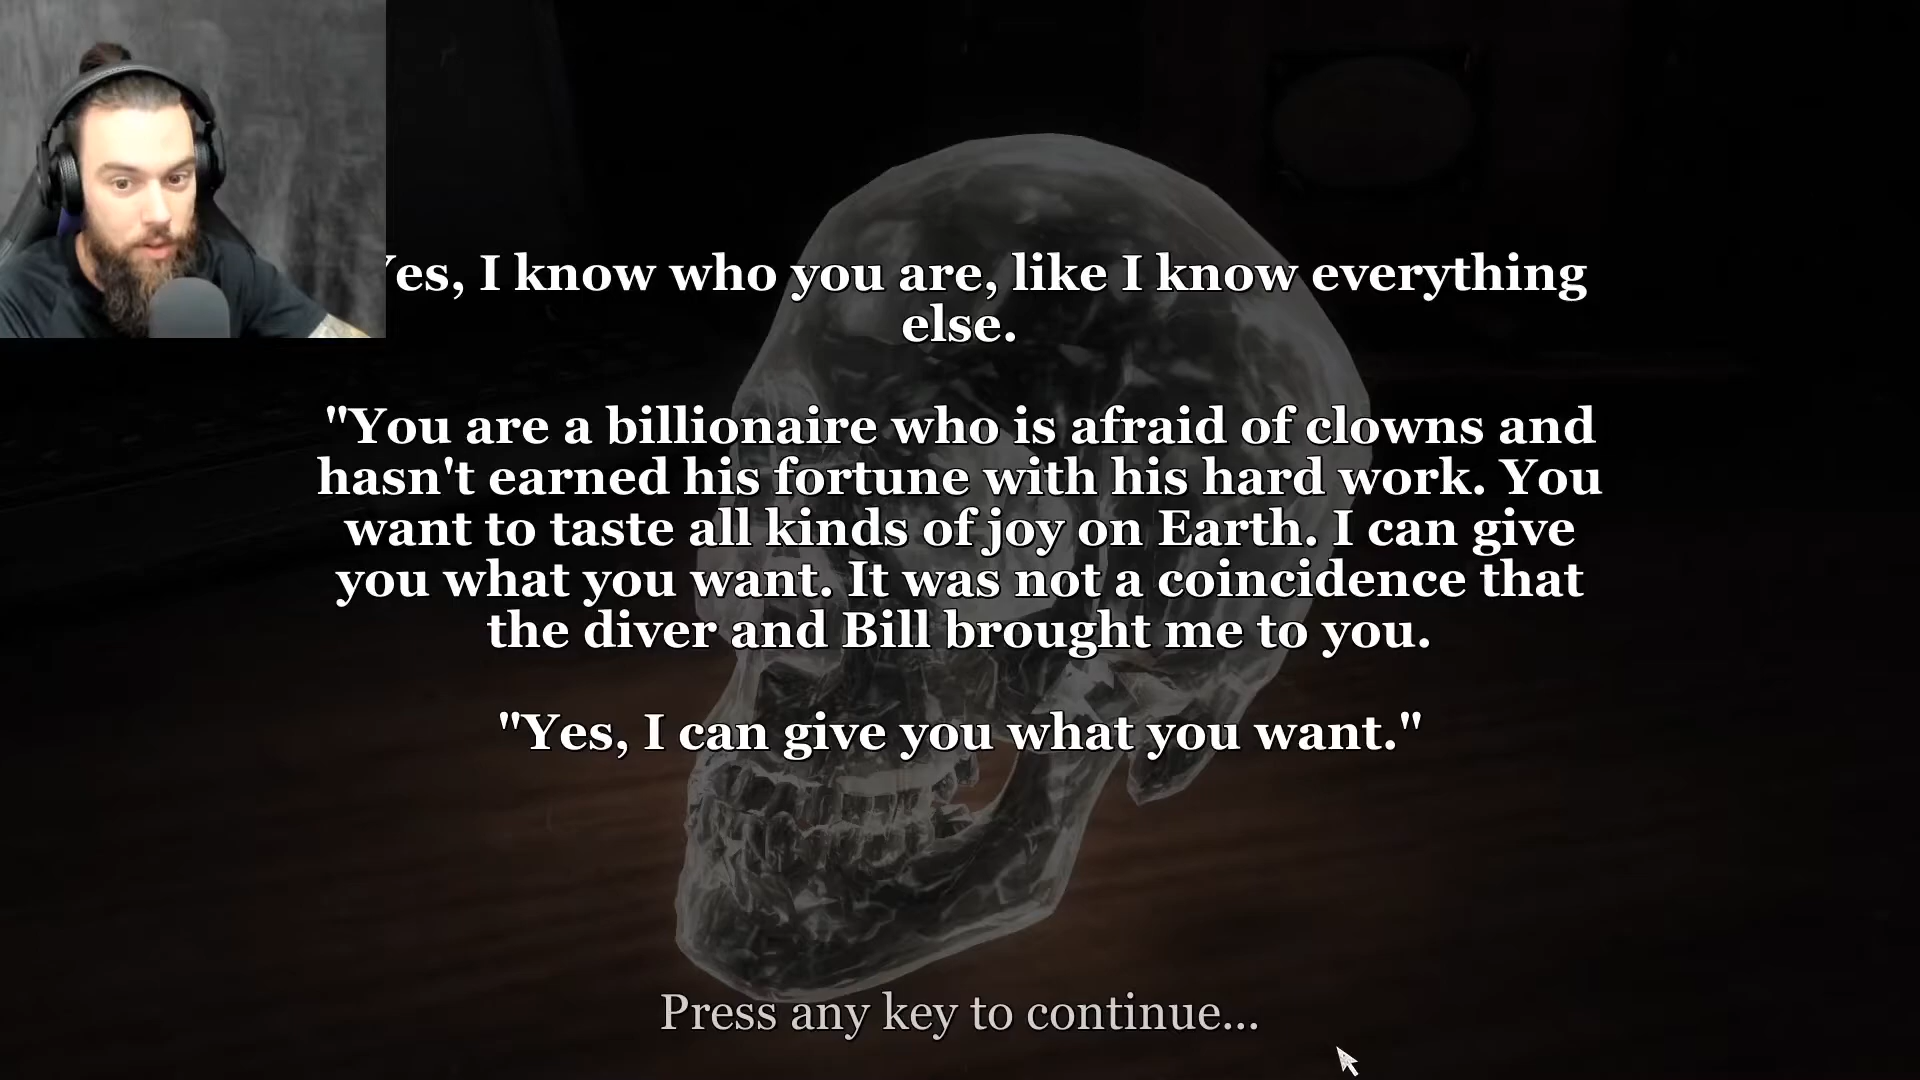 Yes, I know who you are, like I know everything
else.
"You are a billionaire who is afraid of clowns and
hasn't earned his fortune with his hard work. You
want to taste all kinds of joy on Earth. I can give
you what you want. It was not a coincidence that
the diver and Bill brought me to you.
"Yes, I can give you what you want."
Press any key to continue...